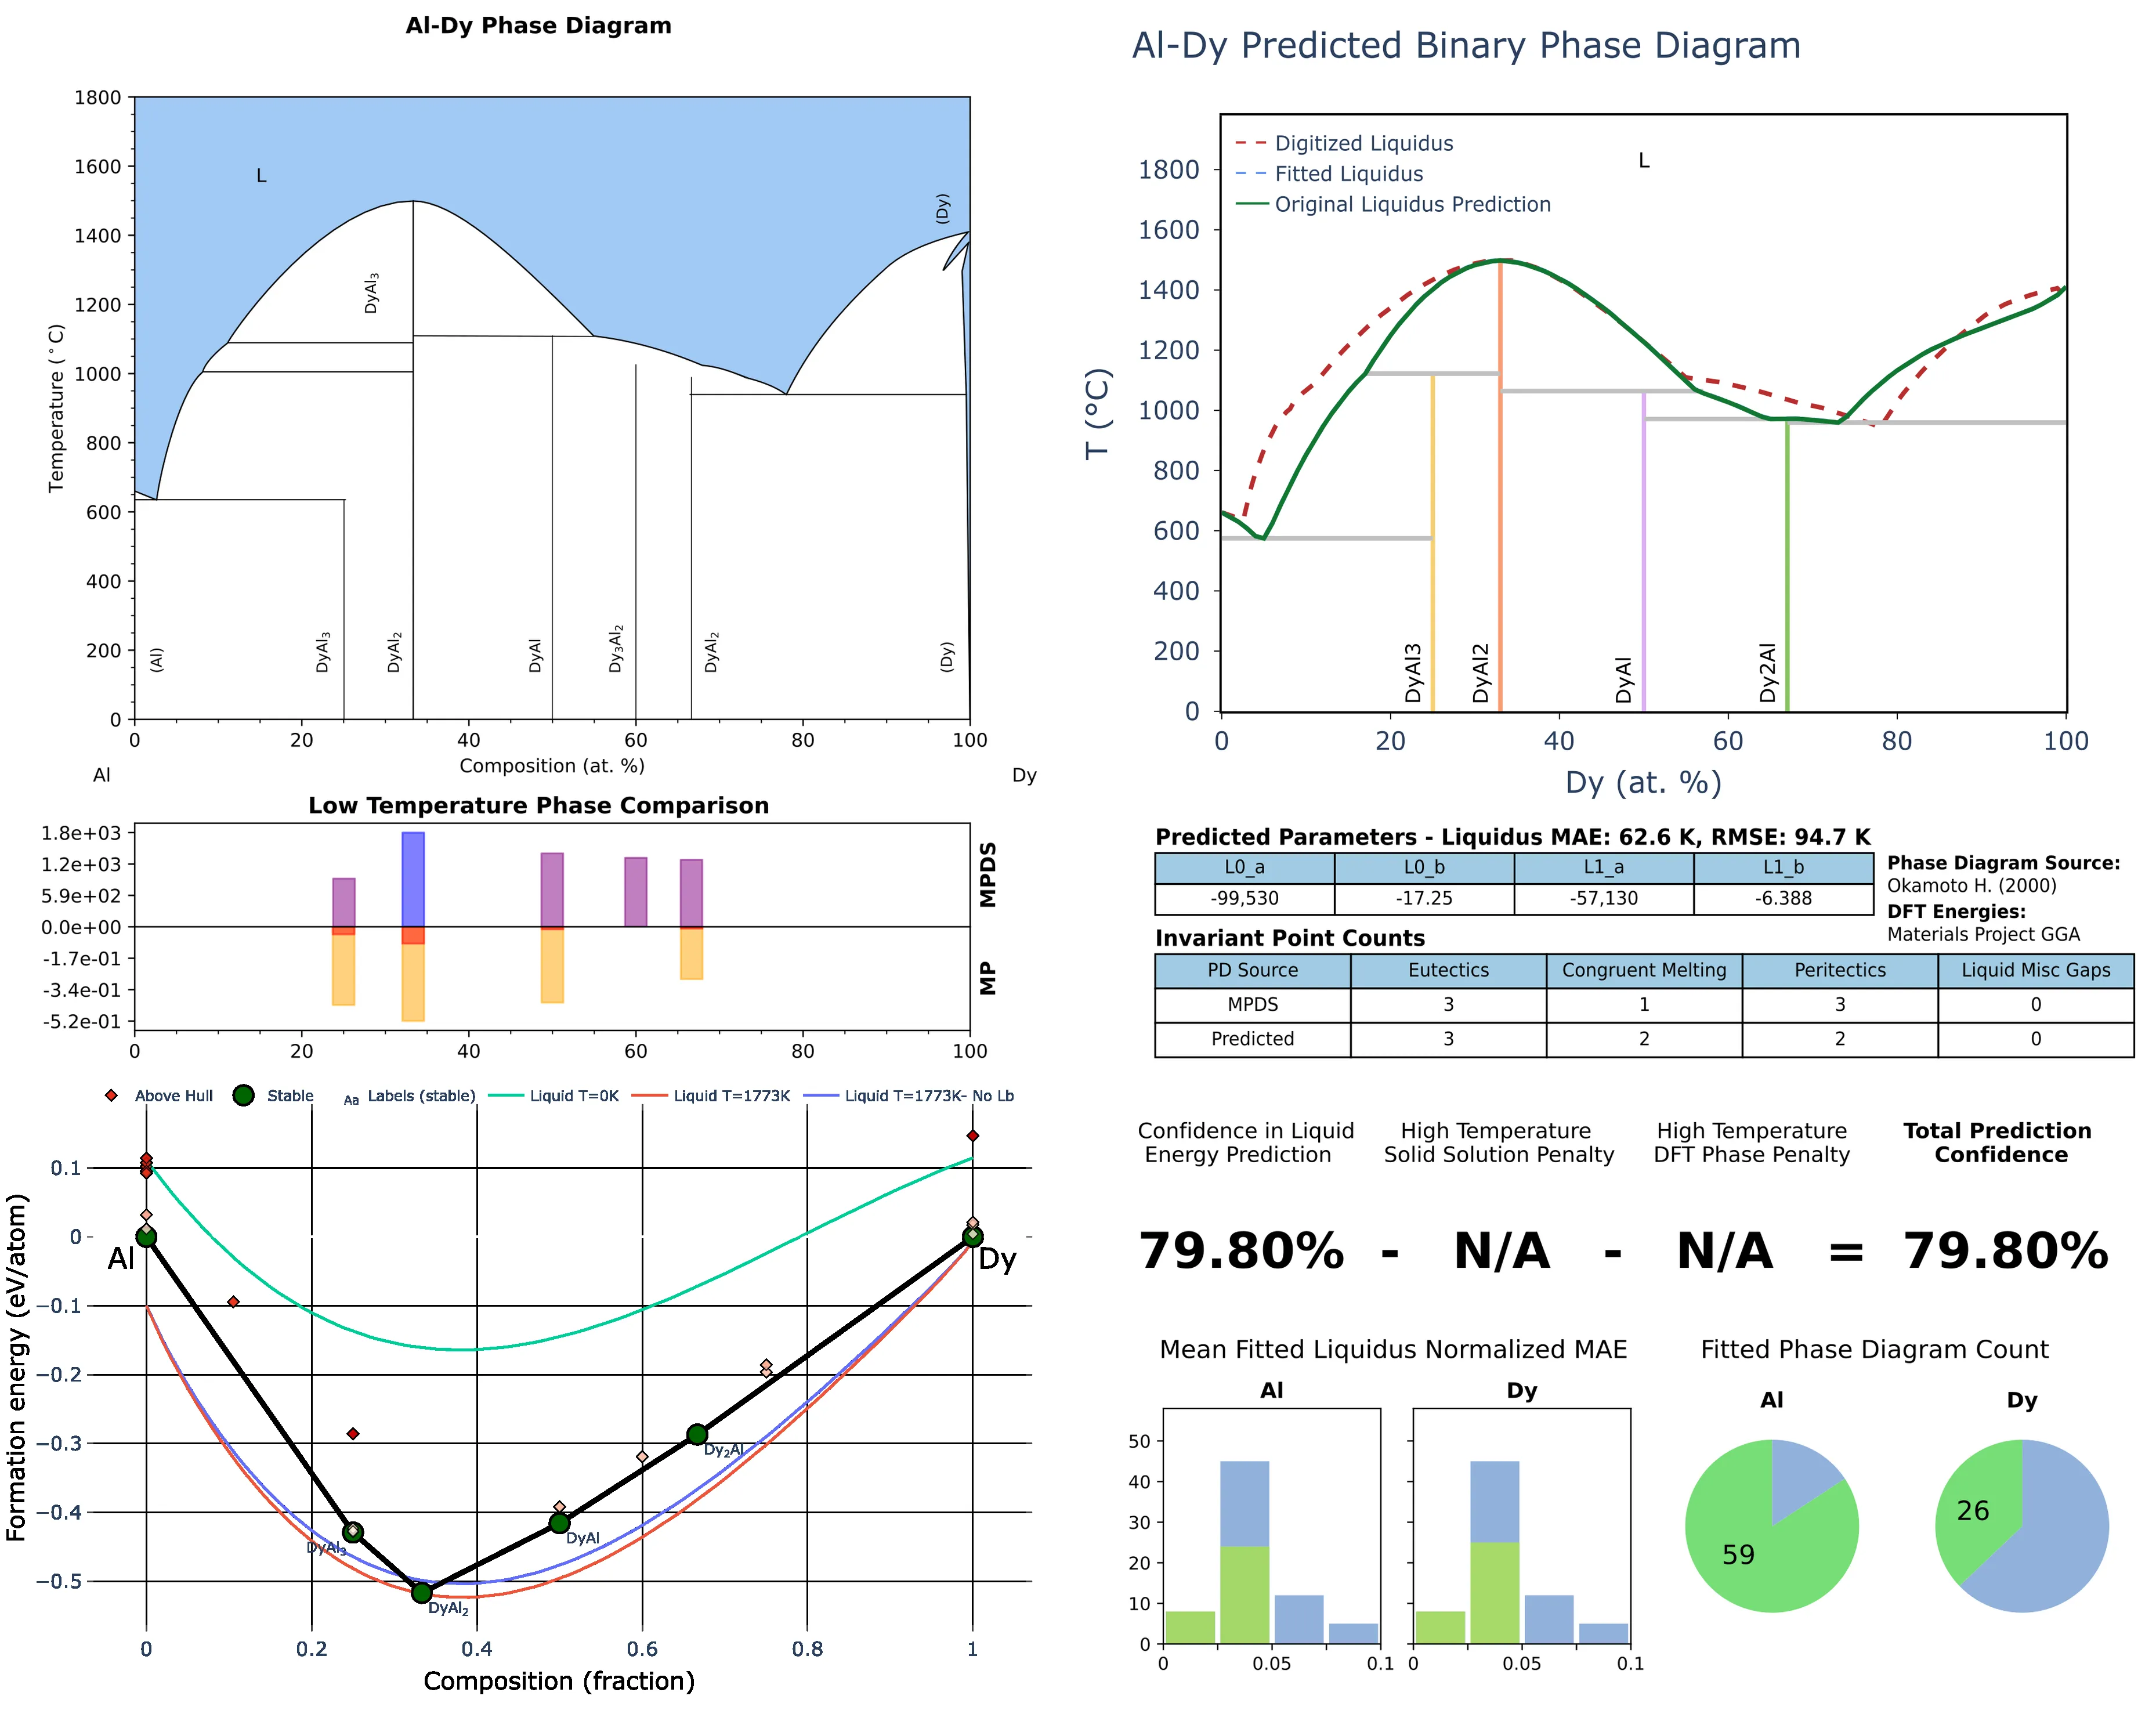 Al-Dy Phase Diagram
1800
1600
1400
1200
1000
800
600
400
200
0
Temperature (°C)
L
(Dy)
DyAl3
(Al)
DyAl3
DyAl2
DyAl
Dy3Al2
DyAl2
(Dy)
0 20 40 60 80 100
Composition (at. %)
Al
Dy
Low Temperature Phase Comparison
1.8e+03
1.2e+03
5.9e+02
0.0e+00
-1.7e-01
-3.4e-01
-5.2e-01
MPDS
MP
0 20 40 60 80 100
Above Hull
Stable
Aa Labels (stable)
Liquid T=0K
Liquid T=1773K
Liquid T=1773K- No Lb
0.1
0
−0.1
−0.2
−0.3
−0.4
−0.5
Formation energy (eV/atom)
Al
Dy
DyAl3
DyAl2
DyAl
Dy2Al
0 0.2 0.4 0.6 0.8 1
Composition (fraction)
Al-Dy Predicted Binary Phase Diagram
Digitized Liquidus
Fitted Liquidus
Original Liquidus Prediction
L
1800
1600
1400
1200
1000
800
600
400
200
0
T (°C)
DyAl3
DyAl2
DyAl
Dy2Al
0 20 40 60 80 100
Dy (at. %)
Predicted Parameters - Liquidus MAE: 62.6 K, RMSE: 94.7 K
L0_a L0_b L1_a L1_b
-99,530 -17.25 -57,130 -6.388
Phase Diagram Source:
Okamoto H. (2000)
DFT Energies:
Materials Project GGA
Invariant Point Counts
PD Source Eutectics Congruent Melting Peritectics Liquid Misc Gaps
MPDS 3 1 3 0
Predicted 3 2 2 0
Confidence in Liquid
Energy Prediction
High Temperature
Solid Solution Penalty
High Temperature
DFT Phase Penalty
Total Prediction
Confidence
79.80% - N/A - N/A = 79.80%
Mean Fitted Liquidus Normalized MAE
Al
Dy
50
40
30
20
10
0
0 0.05 0.1
0 0.05 0.1
Fitted Phase Diagram Count
Al
Dy
59
26